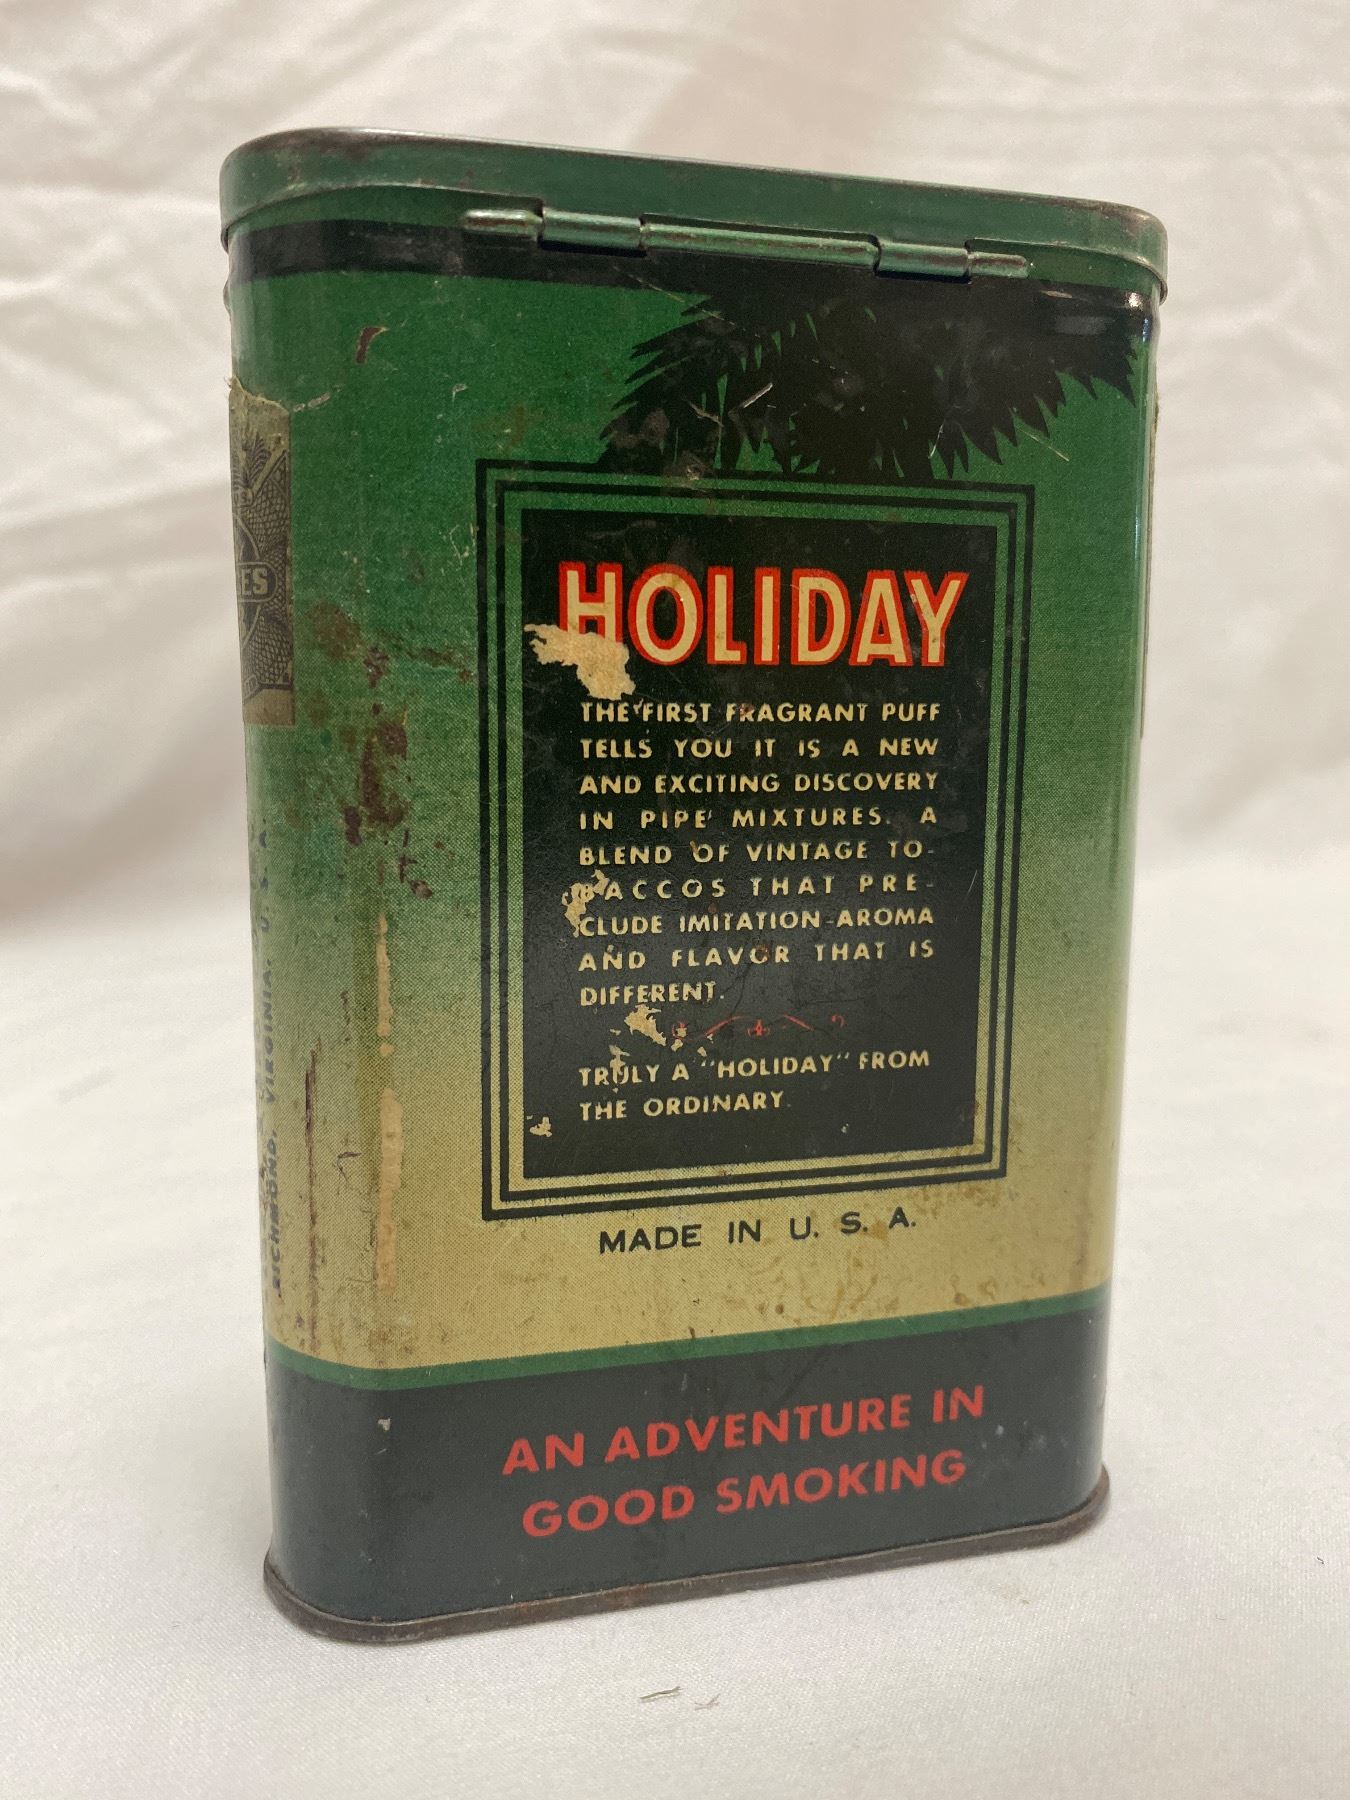 HOLIDAY
THE FIRST FRAGRANT PUFF
TELLS YOU IT IS A NEW
AND EXCITING DISCOVERY
IN PIPE MIXTURES. A
BLEND OF VINTAGE TO-
BACCOS THAT PRE-
CLUDE IMITATION-AROMA
AND FLAVOR THAT IS
DIFFERENT.
TRULY A "HOLIDAY" FROM
THE ORDINARY.
MADE IN U. S. A.
AN ADVENTURE IN
GOOD SMOKING
RICHMOND, VIRGINIA, U. S. A.